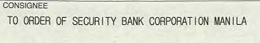 CONSIGNEE
TO ORDER OF SECURITY BANK CORPORATION MANILA